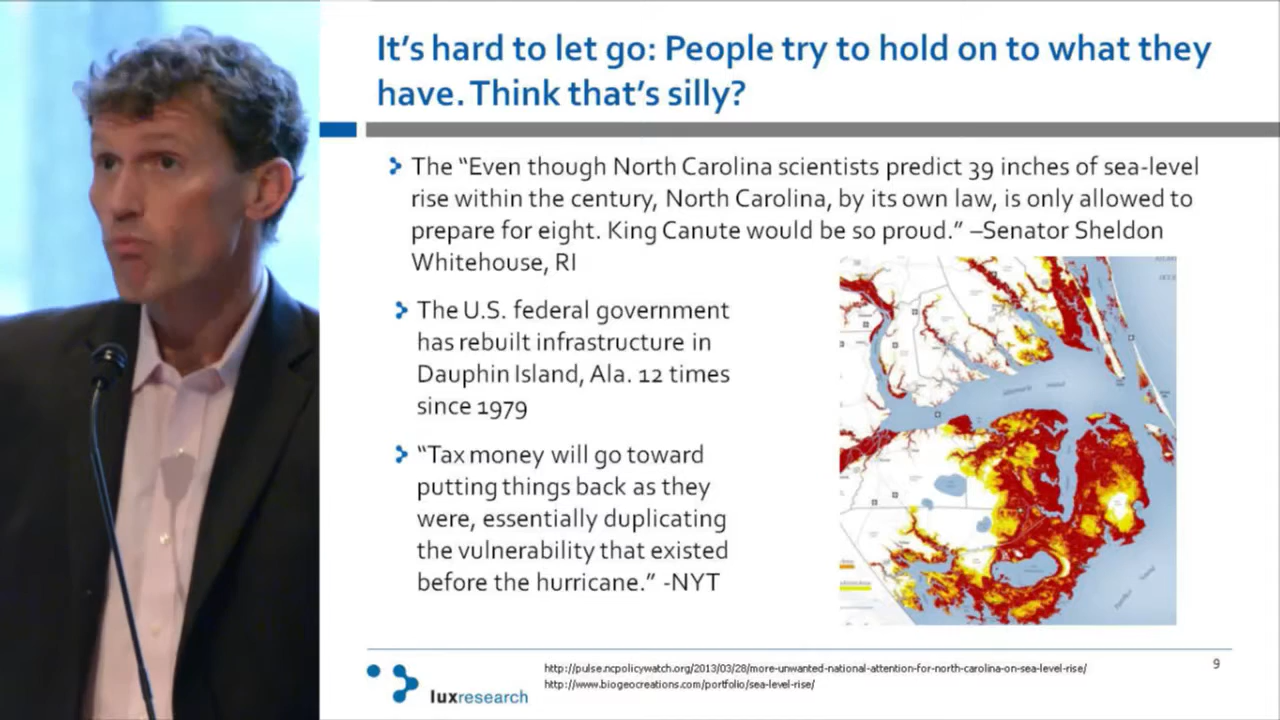 It's hard to let go: People try to hold on to what they
have. Think that's silly?
The “Even though North Carolina scientists predict 39 inches of sea-level
rise within the century, North Carolina, by its own law, is only allowed to
prepare for eight. King Canute would be so proud.” –Senator Sheldon
Whitehouse, RI
The U.S. federal government
has rebuilt infrastructure in
Dauphin Island, Ala. 12 times
since 1979
“Tax money will go toward
putting things back as they
were, essentially duplicating
the vulnerability that existed
before the hurricane.” -NYT
http://pulse.ncpolicywatch.org/2013/03/28/more-unwanted-national-attention-for-north-carolina-on-sea-level-rise/
http://www.biogeocreations.com/portfolio/sea-level-rise/
9
luxresearch